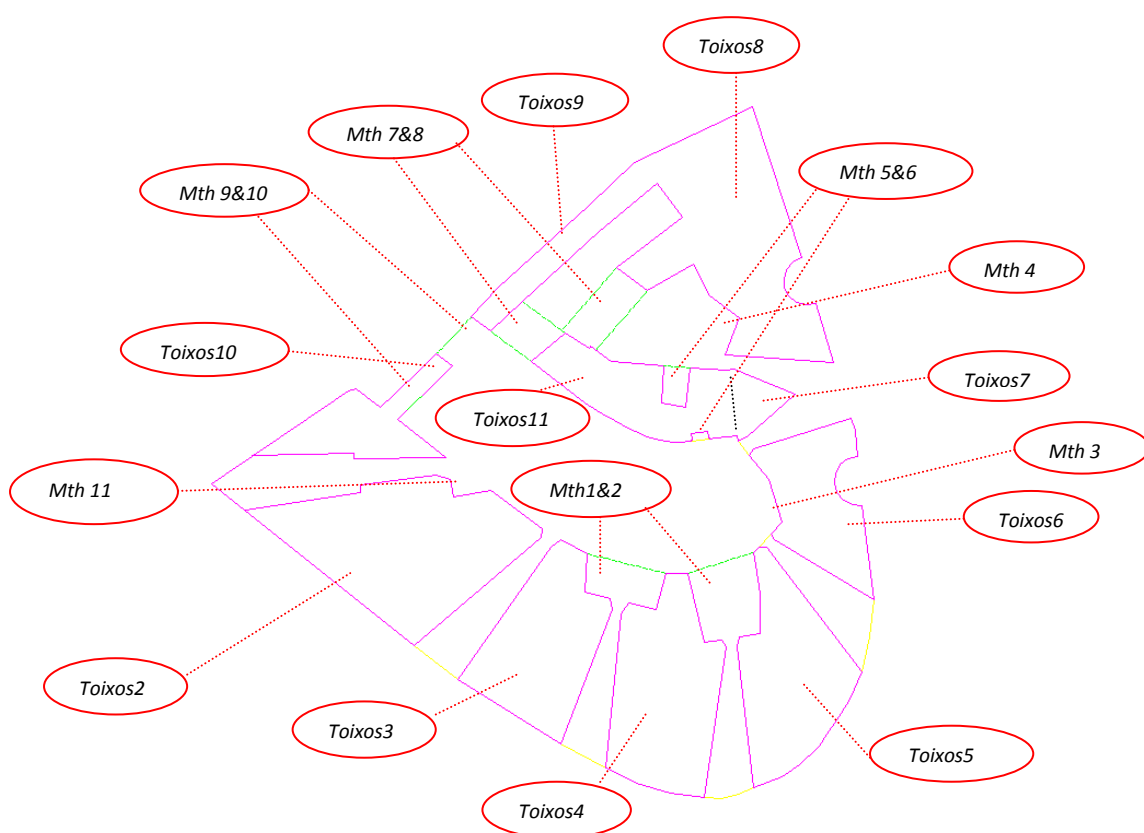 Toixos8
Toixos9
Mth 7&8
Mth 5&6
Mth 9&10
Mth 4
Toixos10
Toixos7
Toixos11
Mth 3
Mth 11
Mth1&2
Toixos6
Toixos2
Toixos3
Toixos5
Toixos4